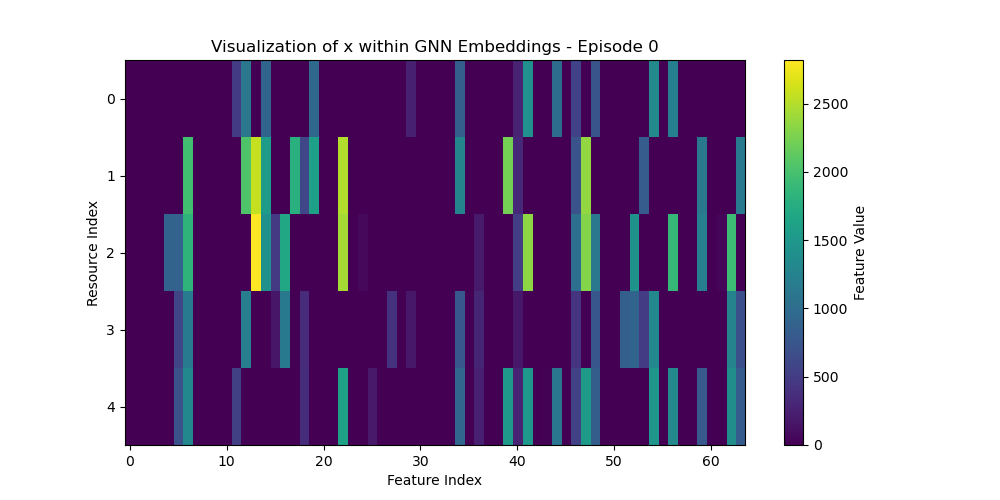 Visualization of x within GNN Embeddings - Episode 0
Resource Index
0
1
2
3
4
0 10 20 30 40 50 60
Feature Index
2500
2000
1500
1000
500
0
Feature Value